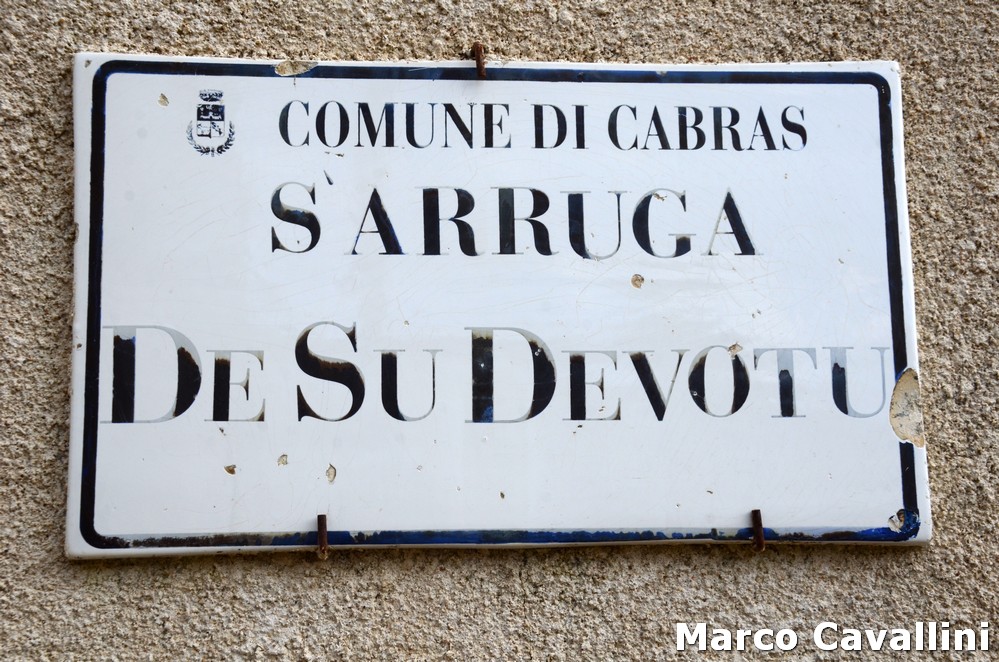 COMUNE DI CABRAS
S'ARRUGA
DE SU DEVOTU
Marco Cavallini